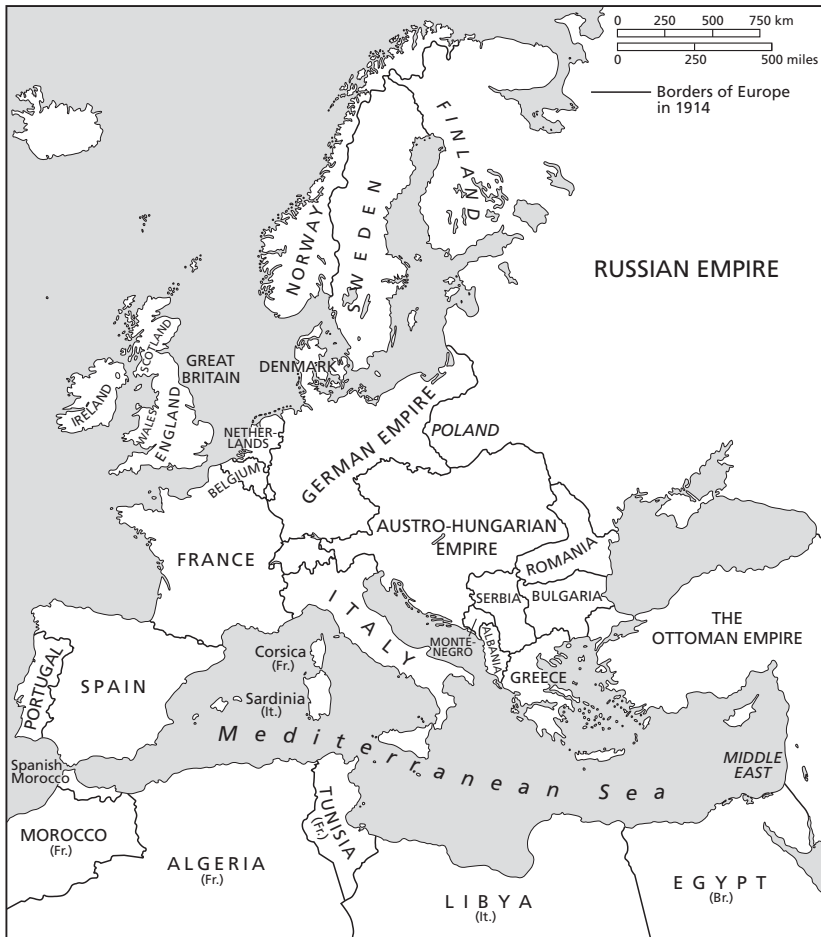 0 250 500 750 km
0 250 500 miles
Borders of Europe
in 1914
FINLAND
NORWAY
SWEDEN
RUSSIAN EMPIRE
SCOTLAND
GREAT
BRITAIN
DENMARK
IRELAND
WALES
ENGLAND
NETHER-
LANDS
GERMAN EMPIRE
POLAND
BELGIUM
AUSTRO-HUNGARIAN
EMPIRE
FRANCE
ROMANIA
ITALY
SERBIA
BULGARIA
THE
OTTOMAN EMPIRE
MONTE-
NEGRO
ALBANIA
Corsica
(Fr.)
GREECE
PORTUGAL
SPAIN
Sardinia
(It.)
Mediterranean Sea
Spanish
Morocco
MIDDLE
EAST
MOROCCO
(Fr.)
ALGERIA
(Fr.)
TUNISIA
(Fr.)
LIBYA
(It.)
EGYPT
(Br.)